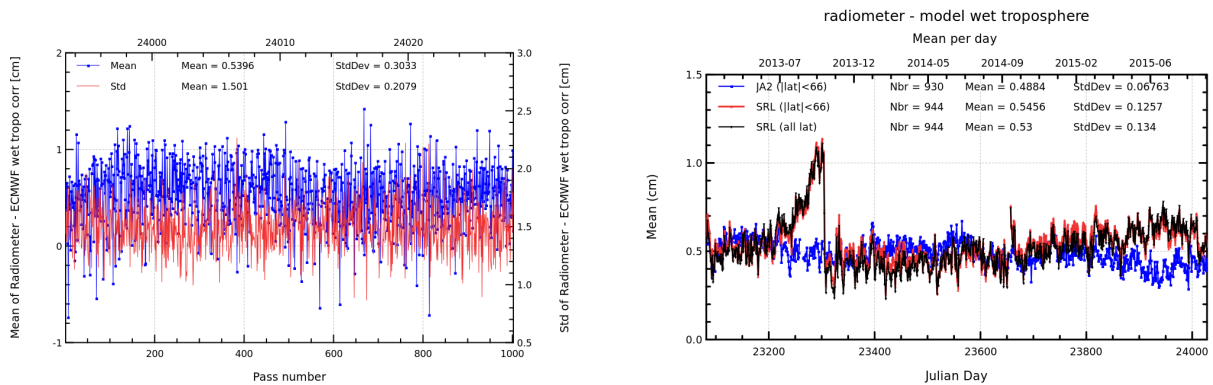 24000 24010 24020
2 3.0
Mean Mean = 0.5396 StdDev = 0.3033
Std Mean = 1.501 StdDev = 0.2079
2.5
1 2.0
0 1.5
1.0
-1 0.5
200 400 600 800 1000
Pass number
Mean of Radiometer - ECMWF wet tropo corr [cm]
Std of Radiometer - ECMWF wet tropo corr [cm]
radiometer - model wet troposphere
Mean per day
2013-07 2013-12 2014-05 2014-09 2015-02 2015-06
1.5
JA2 (|lat|<66) Nbr = 930 Mean = 0.4884 StdDev = 0.06763
SRL (|lat|<66) Nbr = 944 Mean = 0.5456 StdDev = 0.1257
SRL (all lat) Nbr = 944 Mean = 0.53 StdDev = 0.134
1.0
0.5
0.0
23200 23400 23600 23800 24000
Julian Day
Mean (cm)